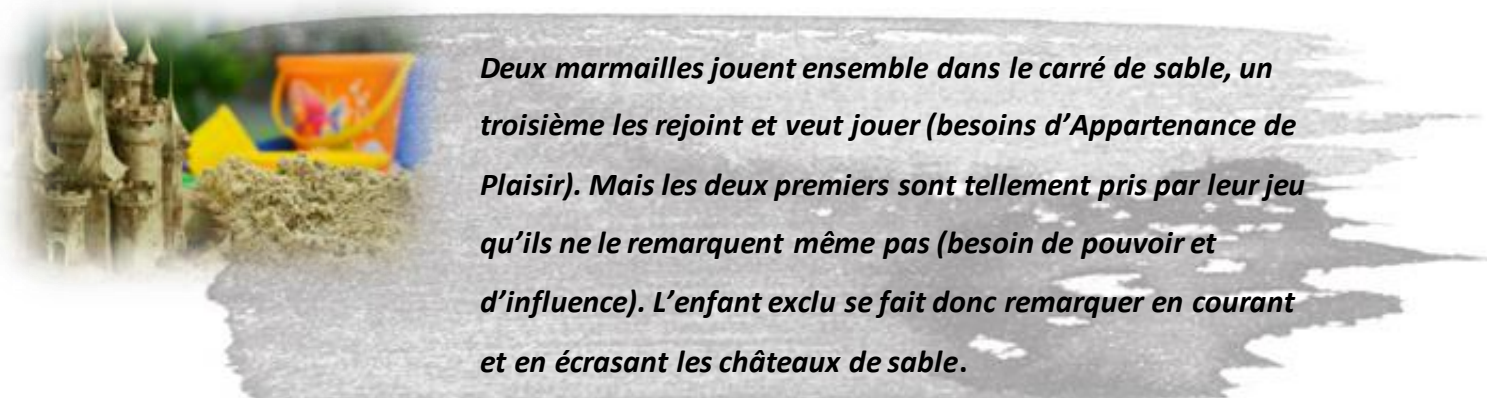 Deux marmailles jouent ensemble dans le carré de sable, un
troisième les rejoint et veut jouer (besoins d’Appartenance de
Plaisir). Mais les deux premiers sont tellement pris par leur jeu
qu’ils ne le remarquent même pas (besoin de pouvoir et
d’influence). L’enfant exclu se fait donc remarquer en courant
et en écrasant les châteaux de sable.